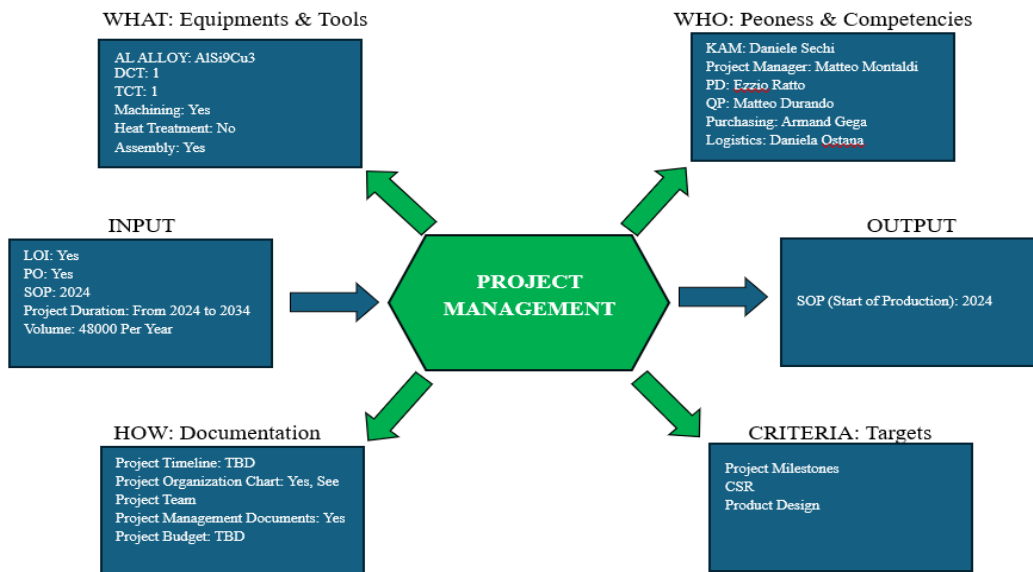 WHAT: Equipments & Tools
AL ALLOY: AlSi9Cu3
DCT: 1
TCT: 1
Machining: Yes
Heat Treatment: No
Assembly: Yes
WHO: Peoness & Competencies
KAM: Daniele Sechi
Project Manager: Matteo Montaldi
PD: Ezzio Ratto
QP: Matteo Durando
Purchasing: Armand Gega
Logistics: Daniela Ostana
INPUT
LOI: Yes
PO: Yes
SOP: 2024
Project Duration: From 2024 to 2034
Volume: 48000 Per Year
PROJECT
MANAGEMENT
OUTPUT
SOP (Start of Production): 2024
HOW: Documentation
Project Timeline: TBD
Project Organization Chart: Yes, See
Project Team
Project Management Documents: Yes
Project Budget: TBD
CRITERIA: Targets
Project Milestones
CSR
Product Design